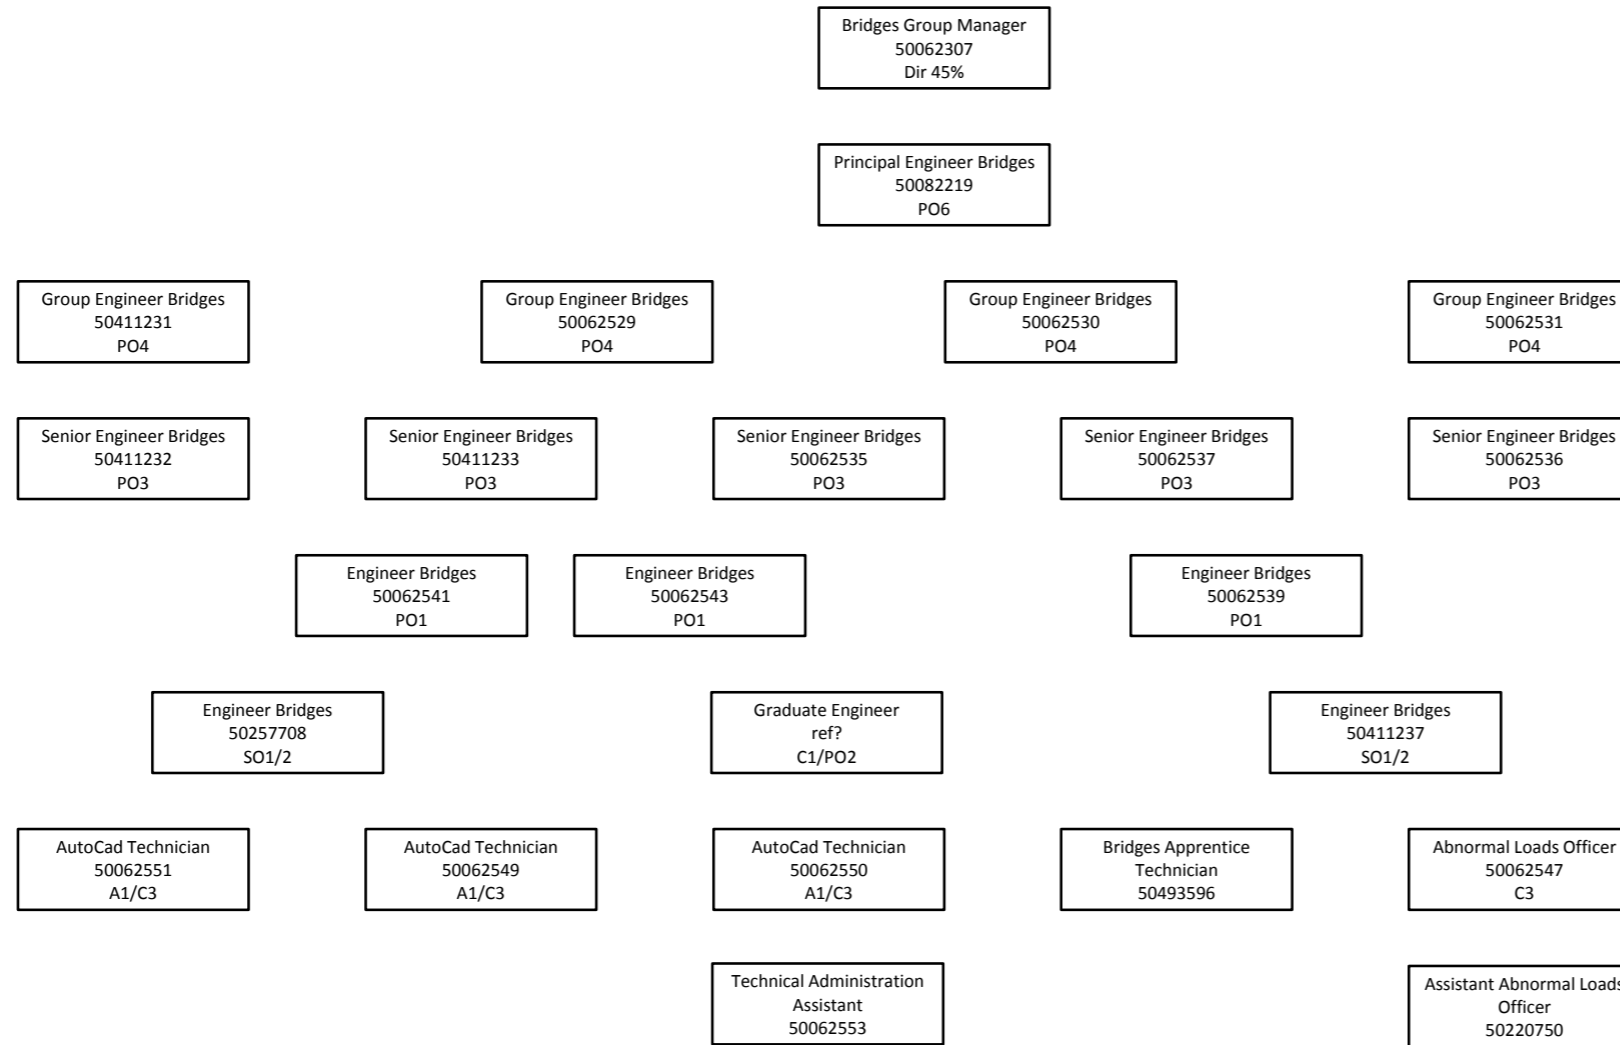 Bridges Group Manager
50062307
Dir 45%
Principal Engineer Bridges
50082219
PO6
Group Engineer Bridges
50411231
PO4
Group Engineer Bridges
50062529
PO4
Group Engineer Bridges
50062530
PO4
Group Engineer Bridges
50062531
PO4
Senior Engineer Bridges
50411232
PO3
Senior Engineer Bridges
50411233
PO3
Senior Engineer Bridges
50062535
PO3
Senior Engineer Bridges
50062537
PO3
Senior Engineer Bridges
50062536
PO3
Engineer Bridges
50062541
PO1
Engineer Bridges
50062543
PO1
Engineer Bridges
50062539
PO1
Engineer Bridges
50257708
SO1/2
Graduate Engineer
ref?
C1/PO2
Engineer Bridges
50411237
SO1/2
AutoCad Technician
50062551
A1/C3
AutoCad Technician
50062549
A1/C3
AutoCad Technician
50062550
A1/C3
Bridges Apprentice
Technician
50493596
Abnormal Loads Officer
50062547
C3
Technical Administration
Assistant
50062553
Assistant Abnormal Loads
Officer
50220750